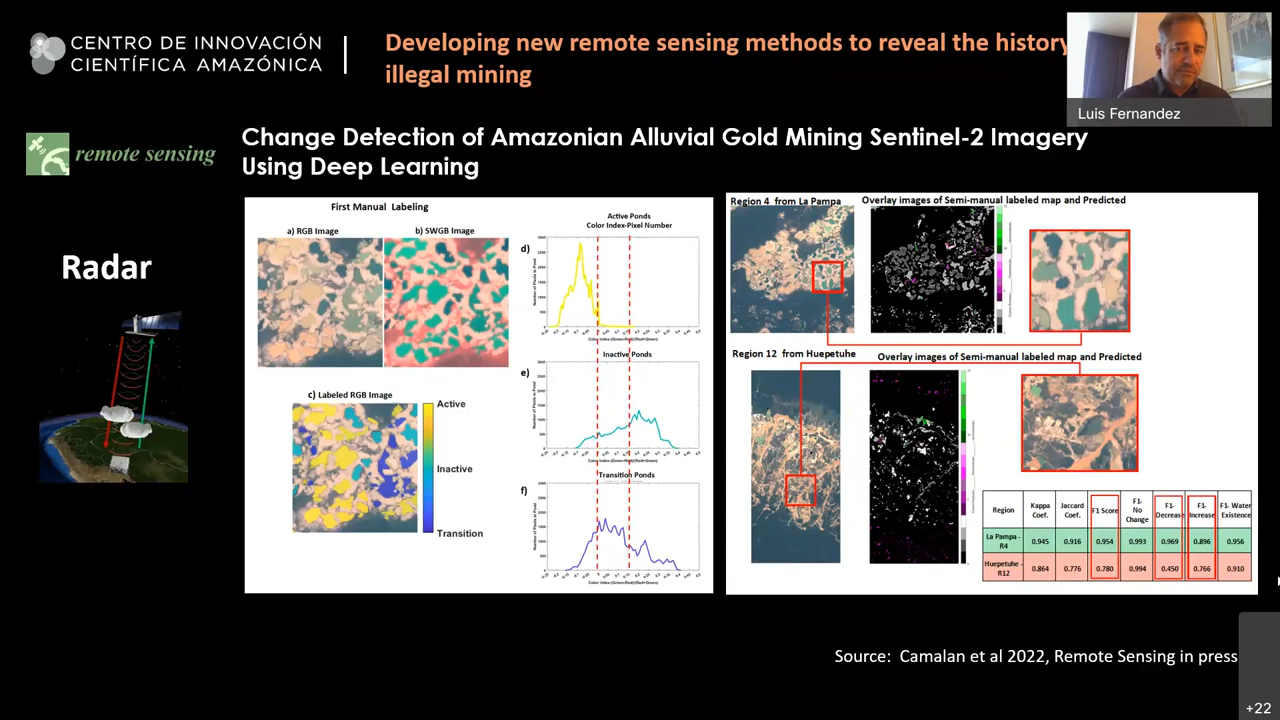 CENTRO DE INNOVACIÓN
CIENTÍFICA AMAZÓNICA
Developing new remote sensing methods to reveal the history
illegal mining
Luis Fernandez
remote sensing
Change Detection of Amazonian Alluvial Gold Mining Sentinel-2 Imagery
Using Deep Learning
Radar
First Manual Labeling
a) RGB Image
b) SWGB Image
c) Labeled RGB Image
Active
Inactive
Transition
Active Ponds
Color Index-Pixel Number
d)
Inactive Ponds
e)
Transition Ponds
f)
Region 4 from La Pampa
Overlay images of Semi-manual labeled map and Predicted
Region 12 from Huepetuhe
Overlay images of Semi-manual labeled map and Predicted
Region Kappa Coef. Jaccard Coef. F1 Score F1-No Change F1-Decrease F1-Increase F1- Water Existence
La Pampa - R4 0.945 0.916 0.954 0.993 0.969 0.896 0.956
Huepetuhe - R12 0.864 0.776 0.780 0.994 0.450 0.766 0.910
Source: Camalan et al 2022, Remote Sensing in press
+22